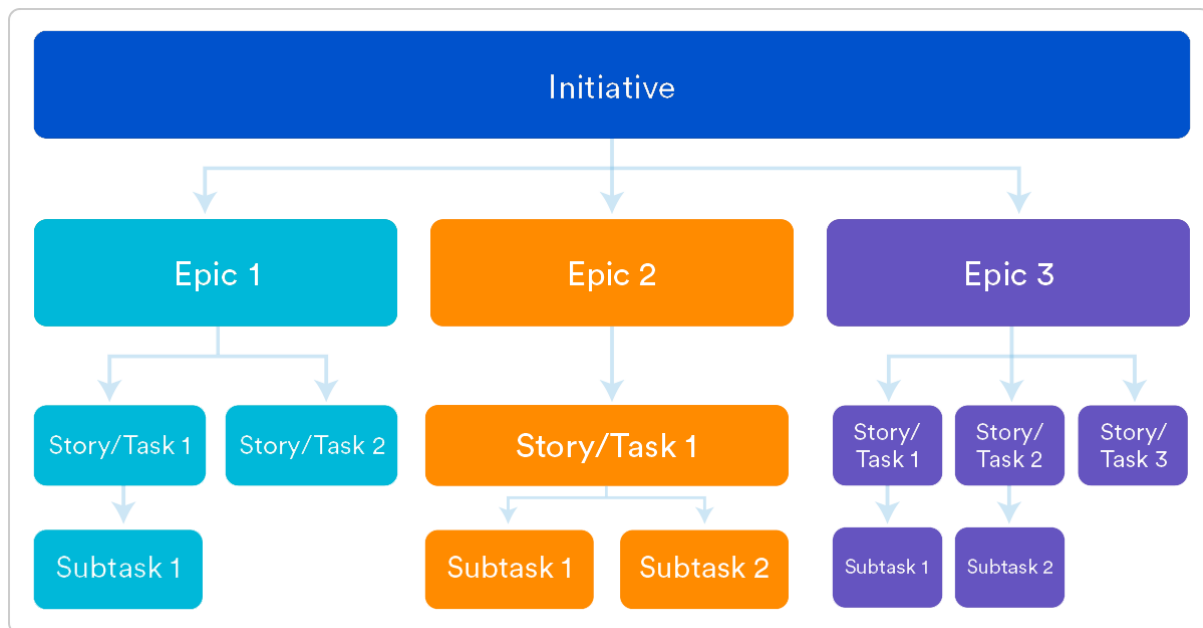 Initiative
Epic 1
Epic 2
Epic 3
Story/Task 1
Story/Task 2
Story/Task 1
Story/
Task 1
Story/
Task 2
Story/
Task 3
Subtask 1
Subtask 1
Subtask 2
Subtask 1
Subtask 2